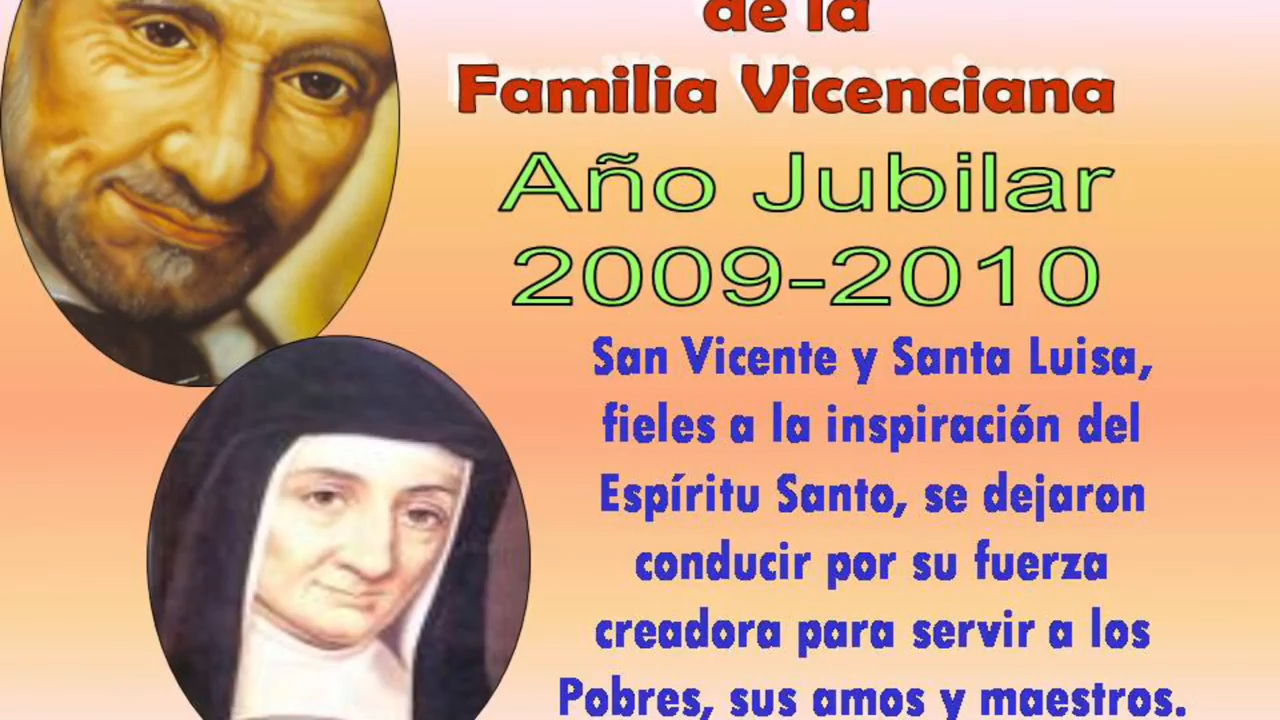 de la
Familia Vicenciana
Año Jubilar
2009-2010
San Vicente y Santa Luisa,
fieles a la inspiración del
Espíritu Santo, se dejaron
conducir por su fuerza
creadora para servir a los
Pobres, sus amos y maestros.